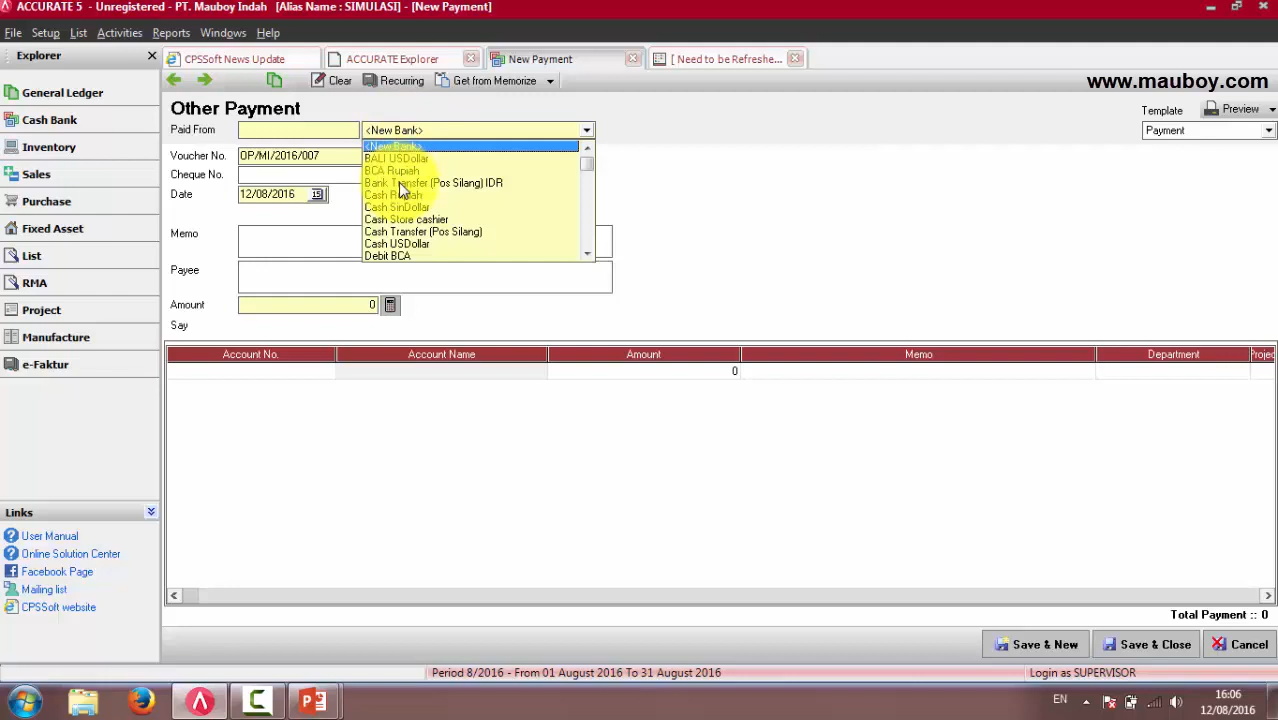 ACCURATE 5 - Unregistered - PT. Mauboy Indah [Alias Name : SIMULASI] - [New Payment]
File Setup List Activities Reports Windows Help
Explorer
CPSSoft News Update
ACCURATE Explorer
New Payment
[ Need to be Refreshe...
General Ledger
Cash Bank
Inventory
Sales
Purchase
Fixed Asset
List
RMA
Project
Manufacture
e-Faktur
Links
User Manual
Online Solution Center
Facebook Page
Mailing list
CPSSoft website
Clear
Recurring
Get from Memorize
www.mauboy.com
Other Payment
Template
Preview
Payment
Paid From
<New Bank>
Voucher No.
OP/MI/2016/007
Cheque No.
Date
12/08/2016
15
Memo
Payee
Amount
0
Say
<New Bank>
BALI USDollar
BCA Rupiah
Bank Transfer (Pos Silang) IDR
Cash Rupiah
Cash SinDollar
Cash Store cashier
Cash Transfer (Pos Silang)
Cash USDollar
Debit BCA
Account No. Account Name Amount Memo Department Projec
0
Total Payment :: 0
Save & New
Save & Close
Cancel
Period 8/2016 - From 01 August 2016 To 31 August 2016
Login as SUPERVISOR
EN
16:06
12/08/2016